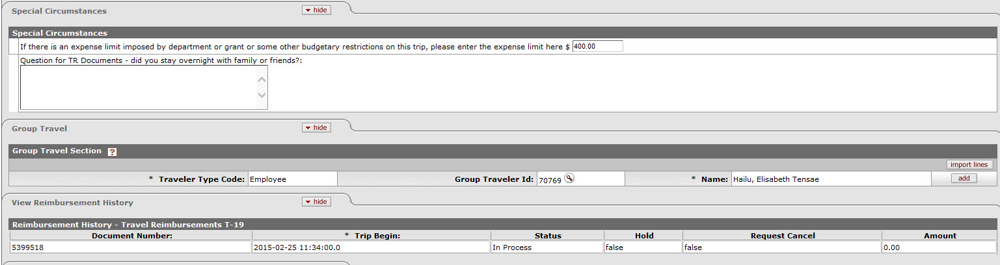 Special Circumstances hide
Special Circumstances
If there is an expense limit imposed by department or grant or some other budgetary restrictions on this trip, please enter the expense limit here $ 400.00
Question for TR Documents - did you stay overnight with family or friends?:
Group Travel hide
Group Travel Section ?
import lines
* Traveler Type Code: Employee Group Traveler Id: 70769 * Name: Hailu, Elisabeth Tensae add
View Reimbursement History hide
Reimbursement History - Travel Reimbursements T-19
Document Number: * Trip Begin: Status Hold Request Cancel Amount
5399518 2015-02-25 11:34:00.0 In Process false false 0.00